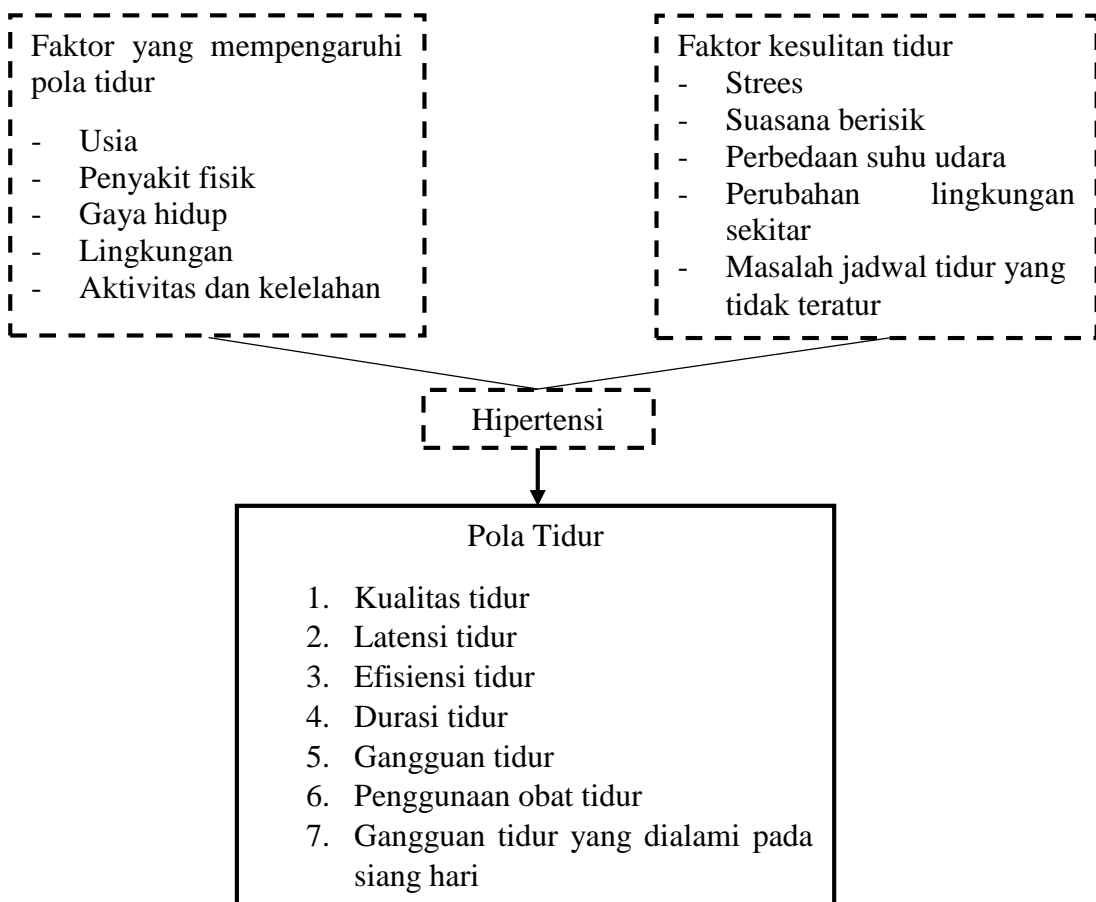 Faktor yang mempengaruhi
pola tidur
- Usia
- Penyakit fisik
- Gaya hidup
- Lingkungan
- Aktivitas dan kelelahan
Faktor kesulitan tidur
- Strees
- Suasana berisik
- Perbedaan suhu udara
- Perubahan lingkungan
sekitar
- Masalah jadwal tidur yang
tidak teratur
Hipertensi
Pola Tidur
1. Kualitas tidur
2. Latensi tidur
3. Efisiensi tidur
4. Durasi tidur
5. Gangguan tidur
6. Penggunaan obat tidur
7. Gangguan tidur yang dialami pada
siang hari